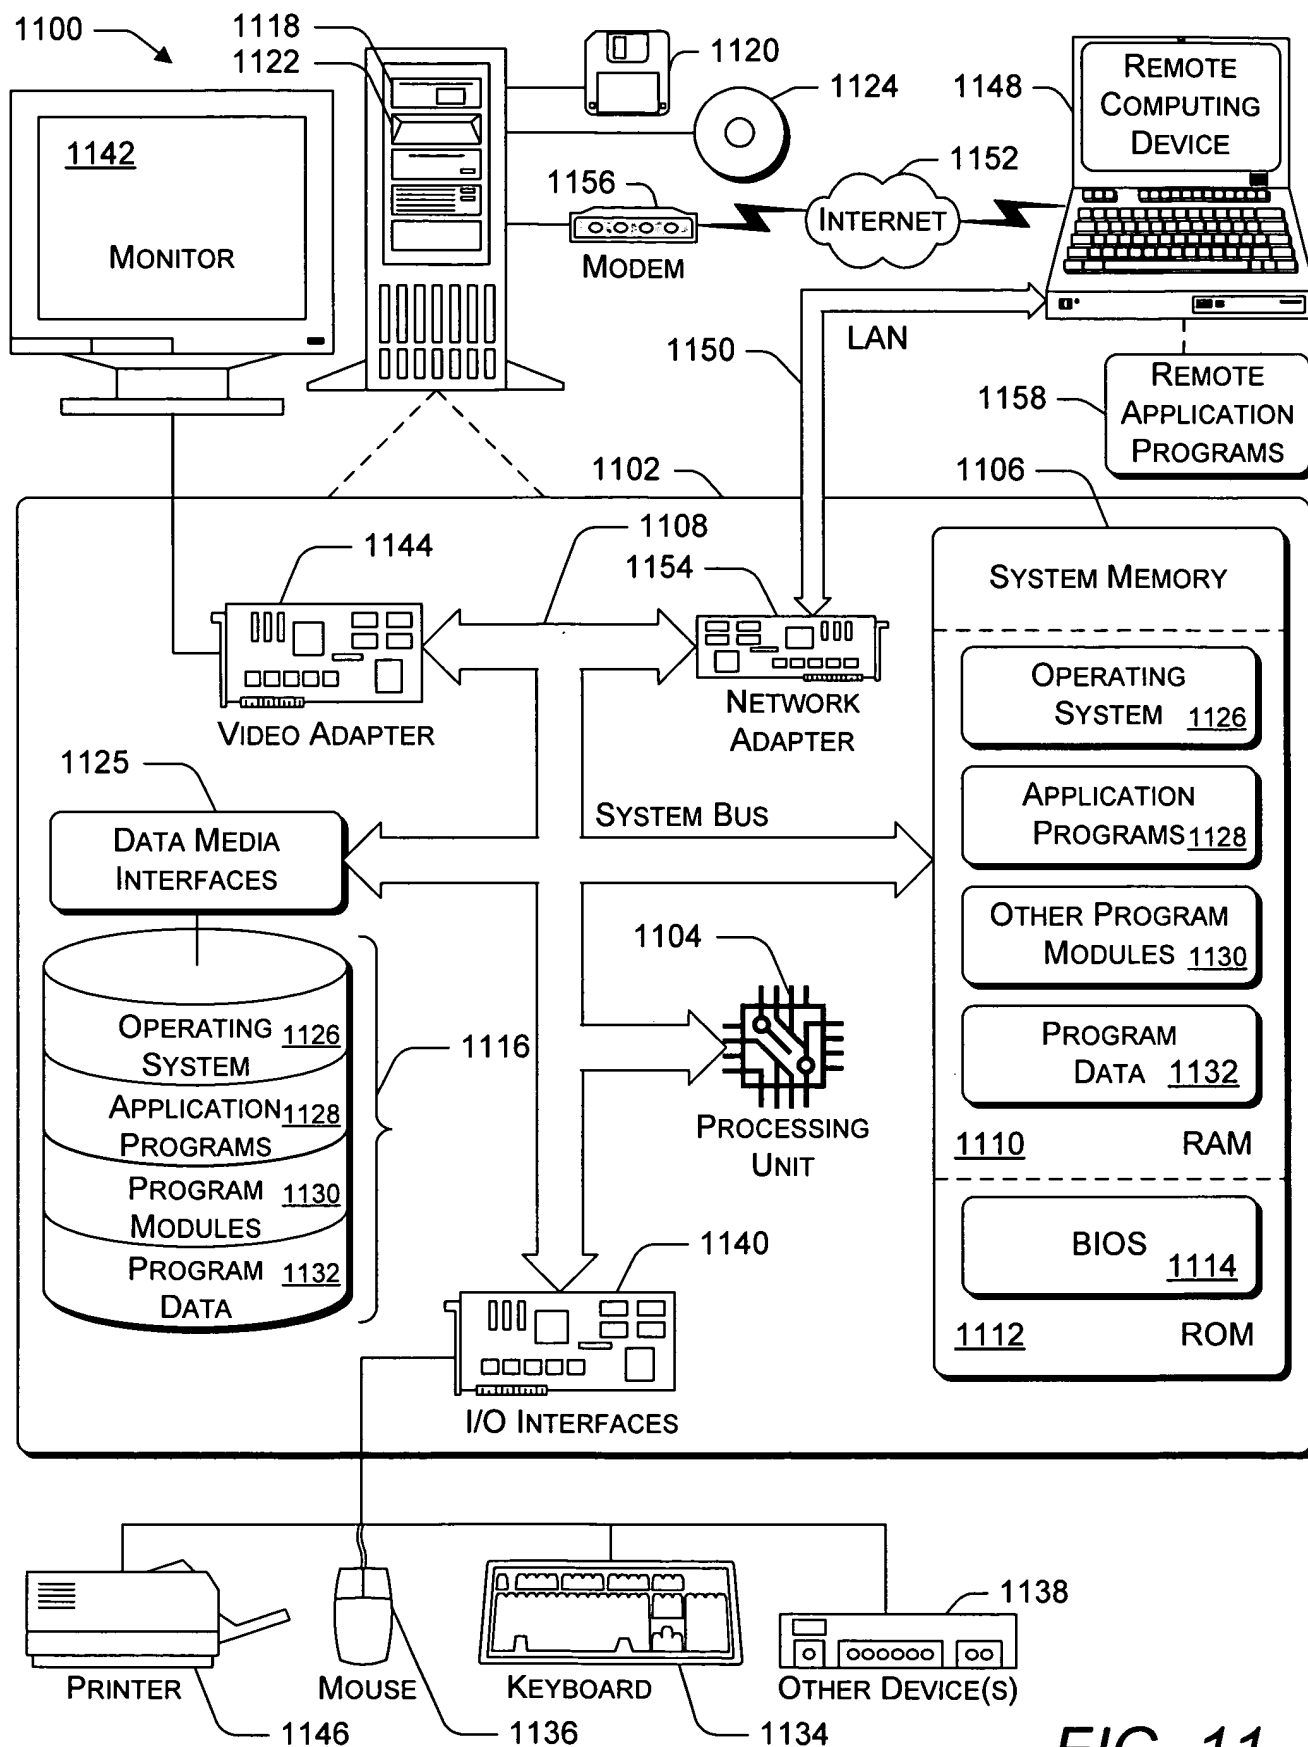 1100
1118
1122
1120
1124
1148
REMOTE
COMPUTING
DEVICE
1142
MONITOR
1156
MODEM
1152
INTERNET
1150
LAN
1158
REMOTE
APPLICATION
PROGRAMS
1102
1106
1144
1108
1154
VIDEO ADAPTER
NETWORK
ADAPTER
SYSTEM MEMORY
OPERATING
SYSTEM 1126
APPLICATION
PROGRAMS 1128
OTHER PROGRAM
MODULES 1130
PROGRAM
DATA 1132
1110 RAM
BIOS 1114
1112 ROM
1125
DATA MEDIA
INTERFACES
SYSTEM BUS
1104
PROCESSING
UNIT
OPERATING 1126
SYSTEM
APPLICATION 1128
PROGRAMS
PROGRAM 1130
MODULES
PROGRAM 1132
DATA
1116
1140
I/O INTERFACES
1138
PRINTER
MOUSE
KEYBOARD
OTHER DEVICE(S)
1146
1136
1134
FIG. 11